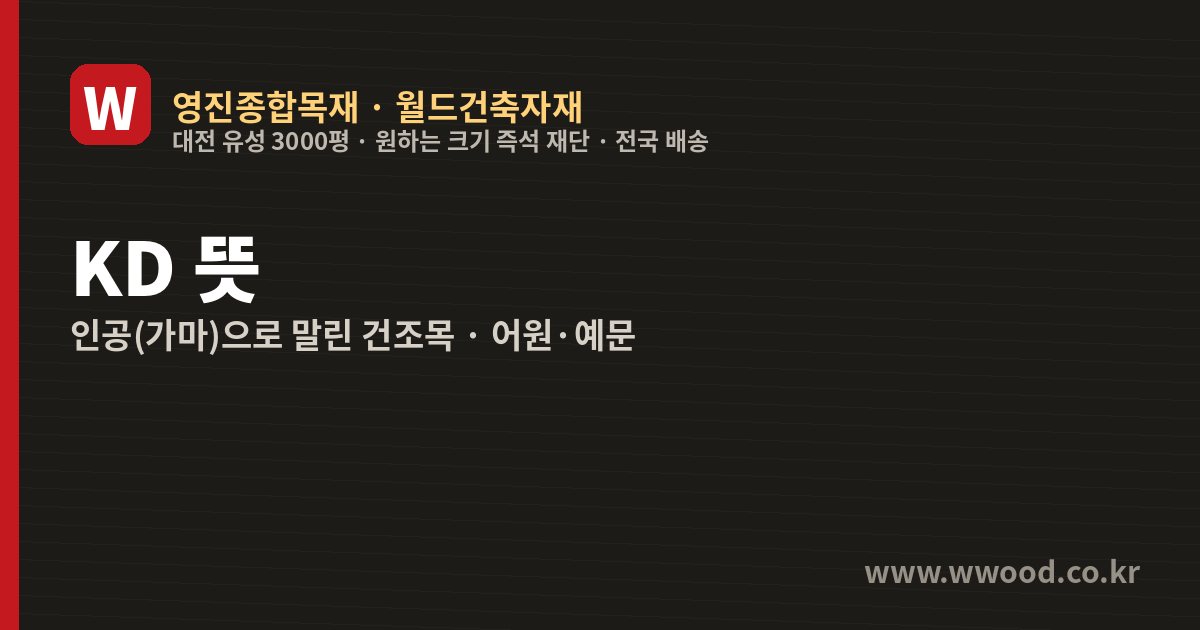 W
영진종합목재 · 월드건축자재
대전 유성 3000평 · 원하는 크기 즉석 재단 · 전국 배송
KD 뜻
인공(가마)으로 말린 건조목 · 어원·예문
www.wwood.co.kr